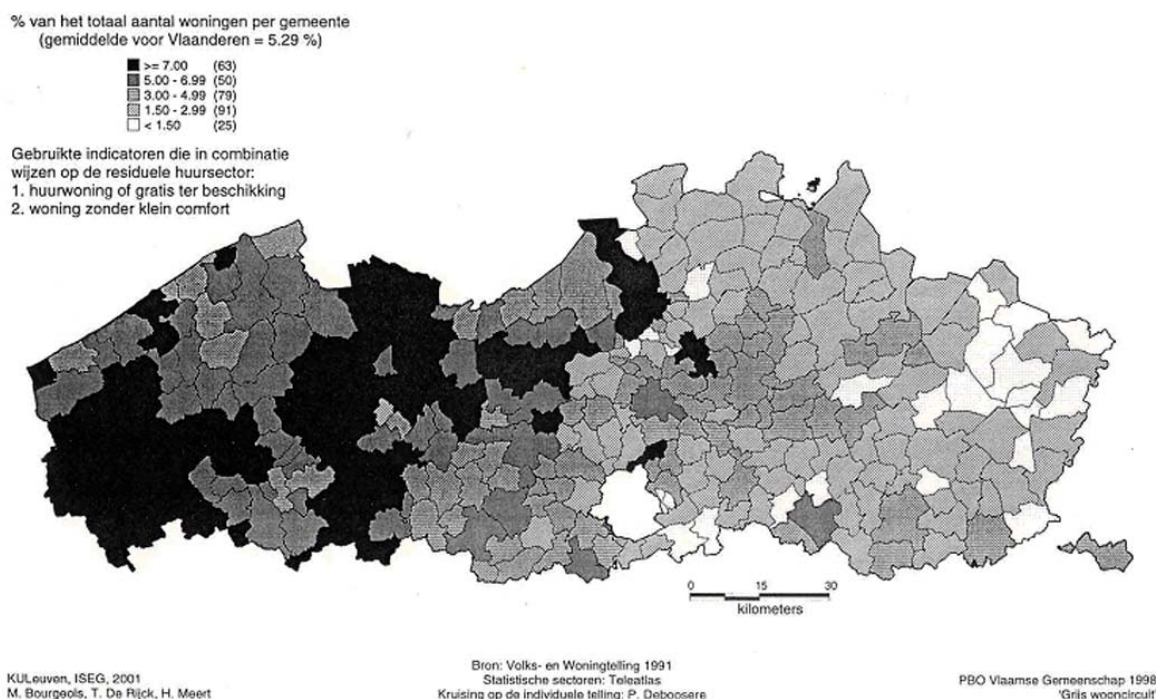 % van het totaal aantal woningen per gemeente
(gemiddelde voor Vlaanderen = 5.29 %)
>= 7.00 (63)
5.00 - 6.99 (50)
3.00 - 4.99 (79)
1.50 - 2.99 (91)
< 1.50 (25)
Gebruikte indicatoren die in combinatie
wijzen op de residuele huursector:
1. huurwoning of gratis ter beschikking
2. woning zonder klein comfort
0 15 30
kilometers
KULeuven, ISEG, 2001
M. Bourgeois, T. De Rijck, H. Meert
Bron: Volks- en Woningtelling 1991
Statistische sectoren: Teleatlas
Kruising op de individuele telling: P. Deboosere
PBO Vlaamse Gemeenschap 1998
'Grijs wooncircuit'